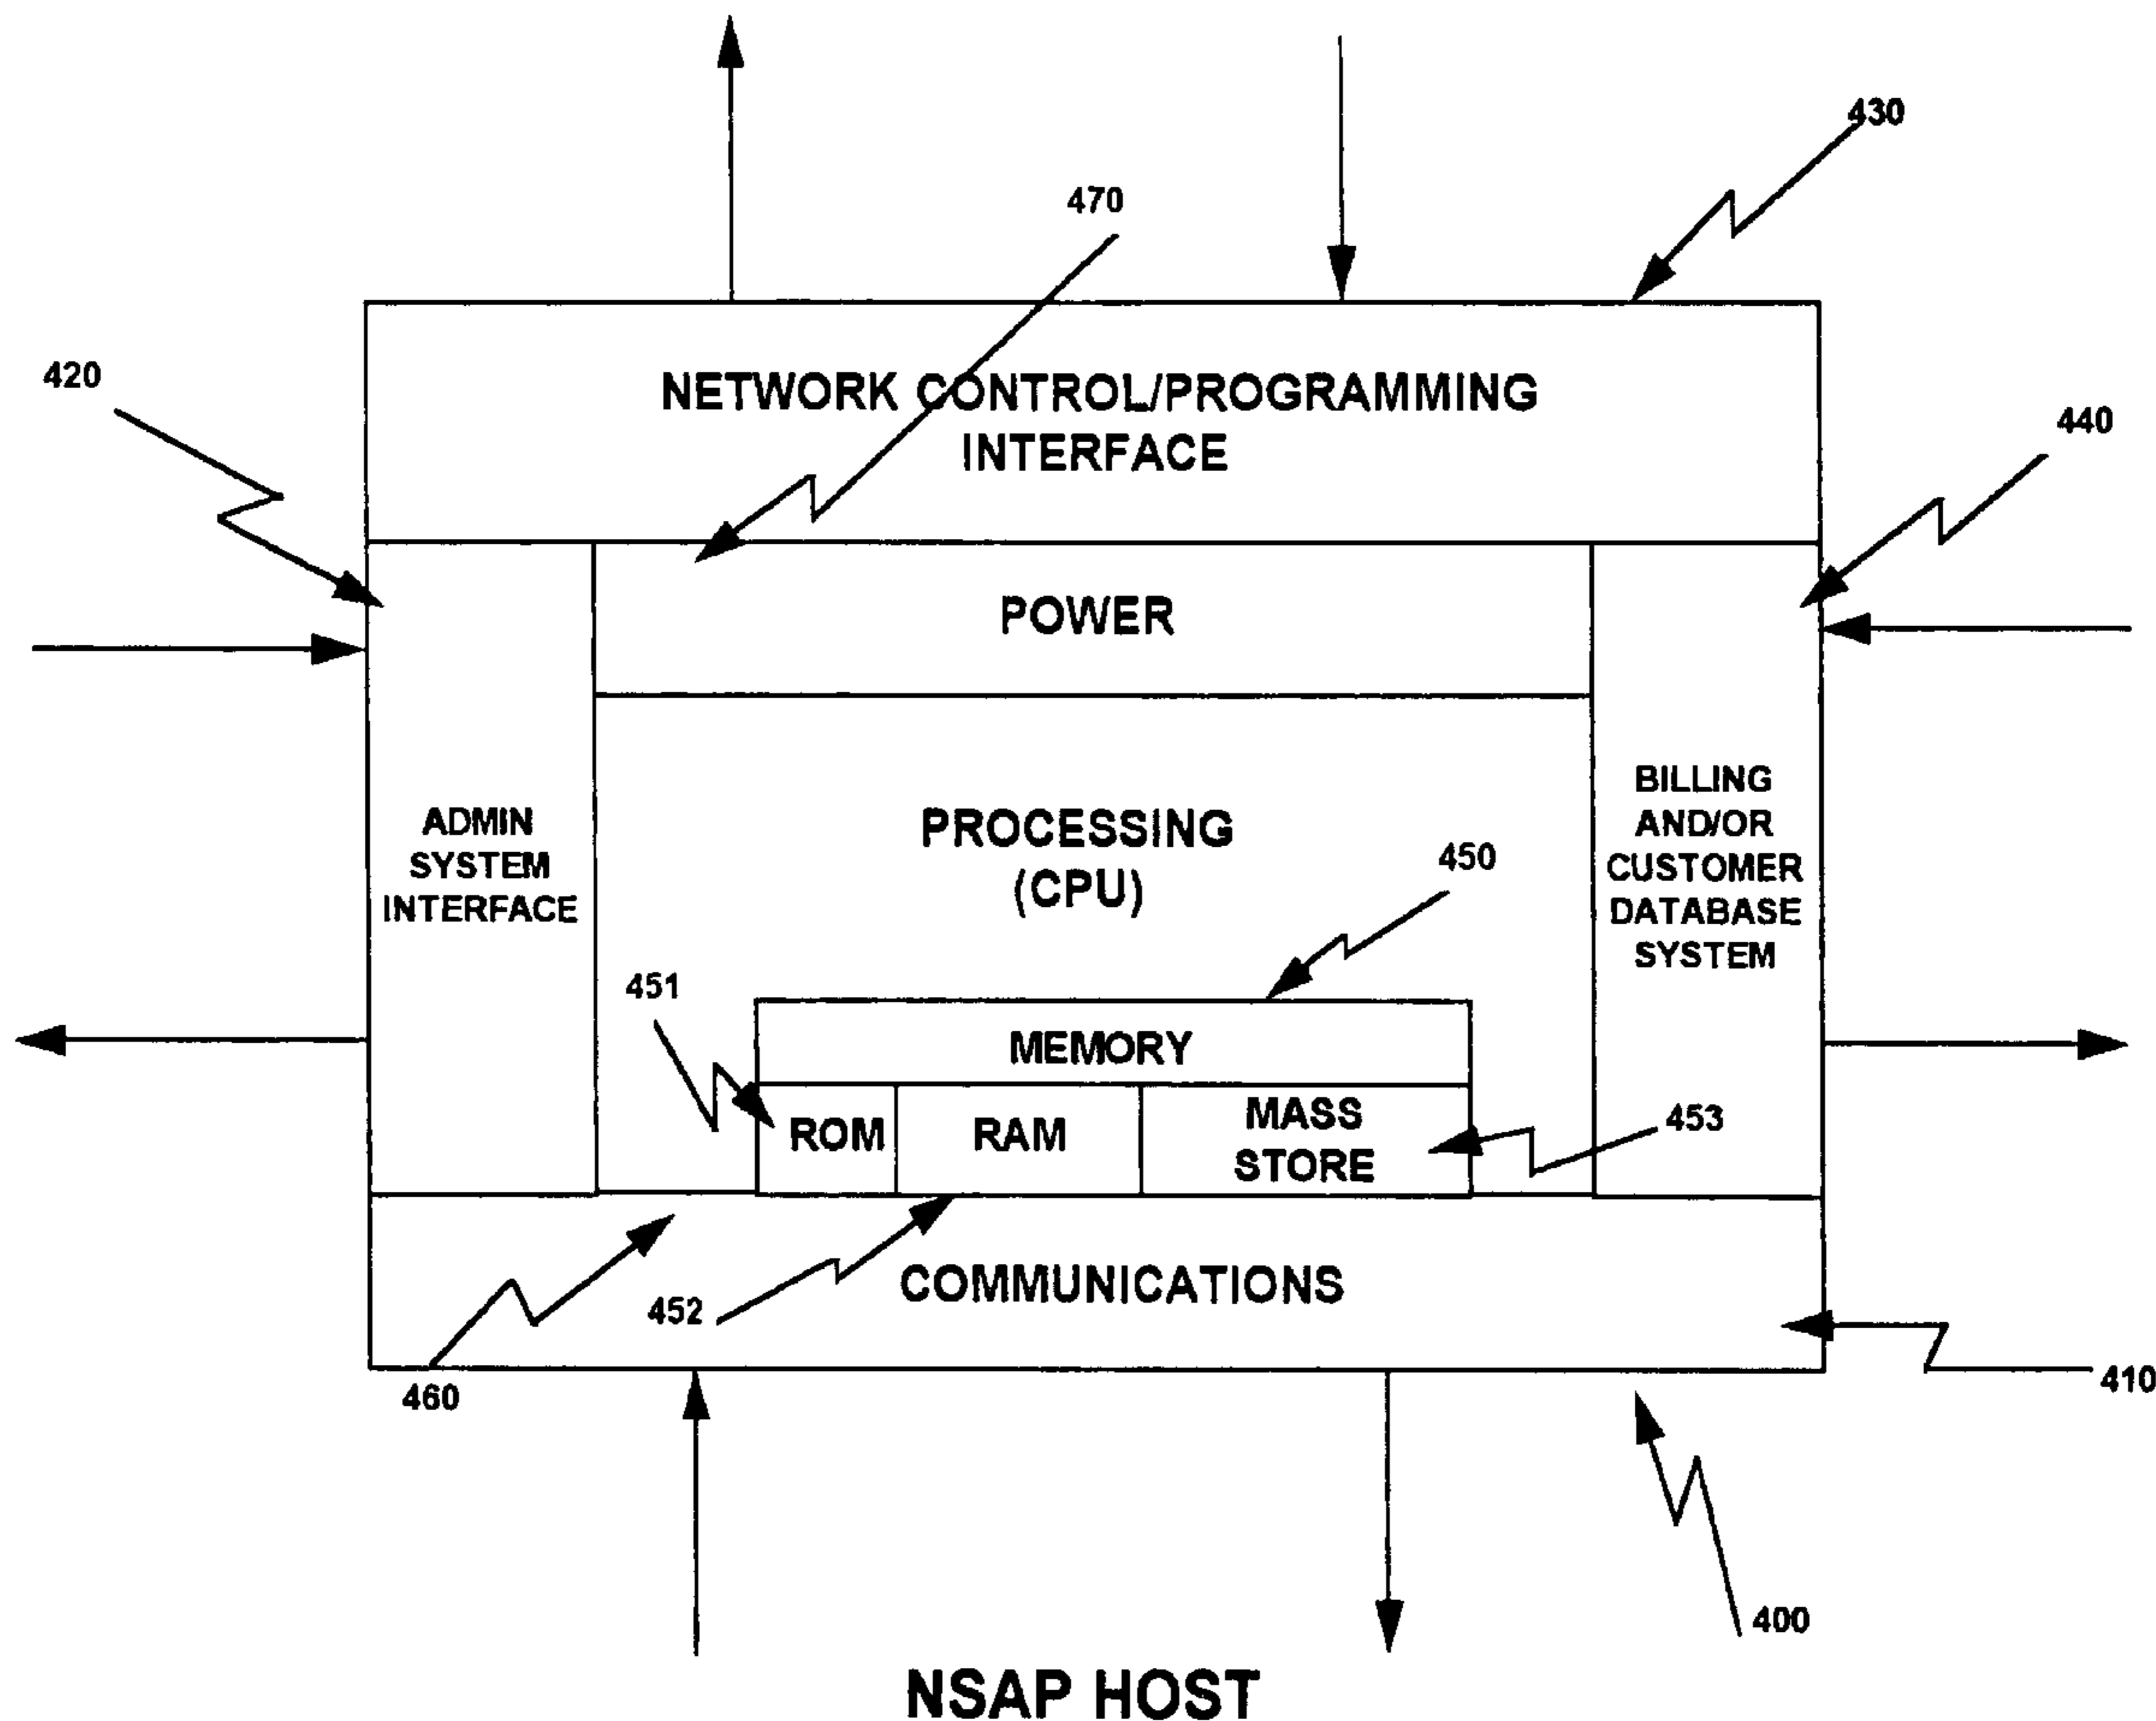 430
470
420
NETWORK CONTROL/PROGRAMMING
INTERFACE
440
POWER
ADMIN
SYSTEM
INTERFACE
PROCESSING
(CPU)
BILLING
AND/OR
CUSTOMER
DATABASE
SYSTEM
450
451
MEMORY
ROM
RAM
MASS
STORE
453
COMMUNICATIONS
452
460
410
400
NSAP HOST